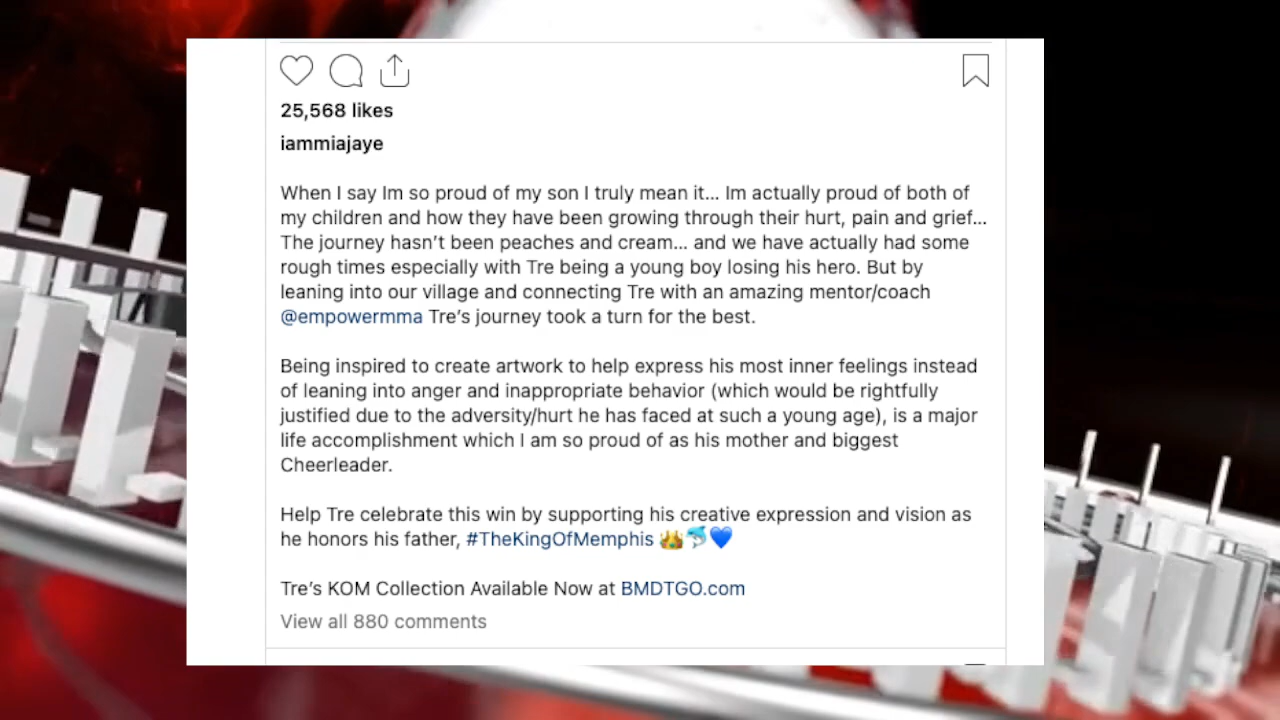 25,568 likes
iammiajaye
When I say Im so proud of my son I truly mean it... Im actually proud of both of
my children and how they have been growing through their hurt, pain and grief...
The journey hasn't been peaches and cream... and we have actually had some
rough times especially with Tre being a young boy losing his hero. But by
leaning into our village and connecting Tre with an amazing mentor/coach
@empowermma Tre's journey took a turn for the best.
Being inspired to create artwork to help express his most inner feelings instead
of leaning into anger and inappropriate behavior (which would be rightfully
justified due to the adversity/hurt he has faced at such a young age), is a major
life accomplishment which I am so proud of as his mother and biggest
Cheerleader.
Help Tre celebrate this win by supporting his creative expression and vision as
he honors his father, #TheKingOfMemphis 👑🐬💙
Tre's KOM Collection Available Now at BMDTGO.com
View all 880 comments